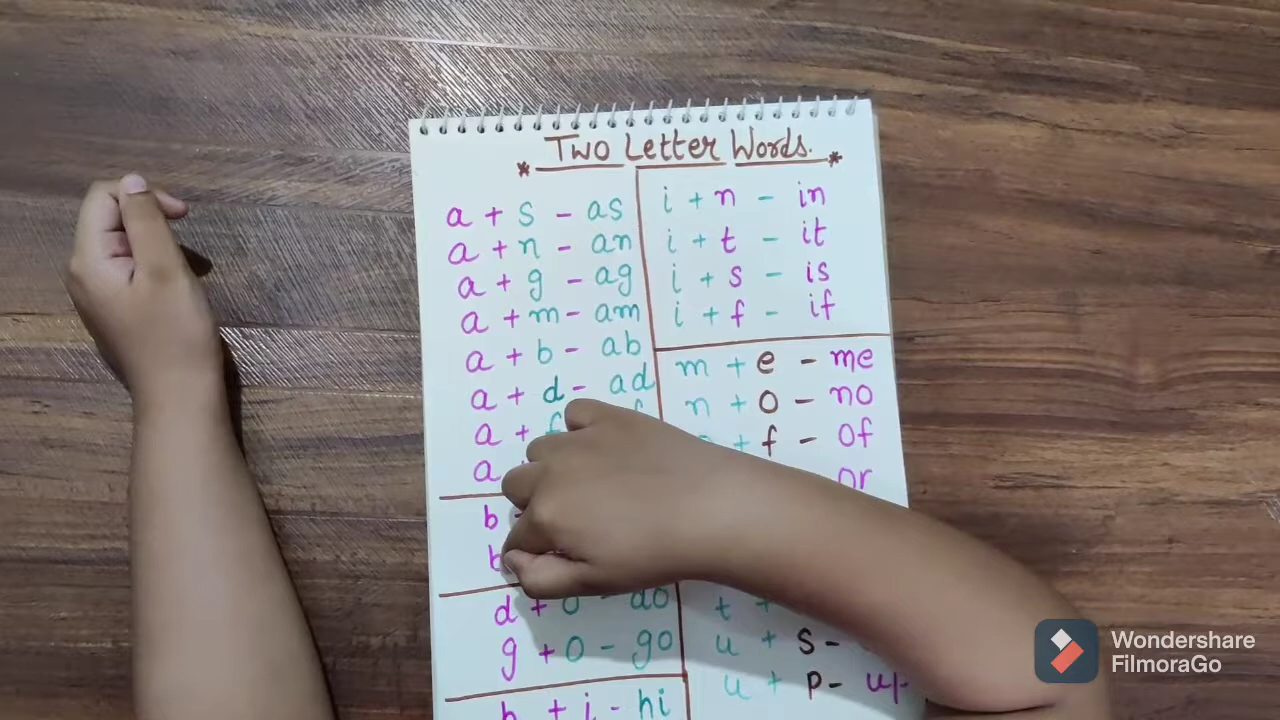 Two Letter Words
a + s - as
a + n - an
a + g - ag
a + m - am
a + b - ab
a + d - ad
a + f
a
b
b
d + o - do
g + o - go
h + i - hi
i + n - in
i + t - it
i + s - is
i + f - if
m + e - me
n + o - no
+ f - of
or
t +
u + s -
u + p - up
Wondershare
FilmoraGo